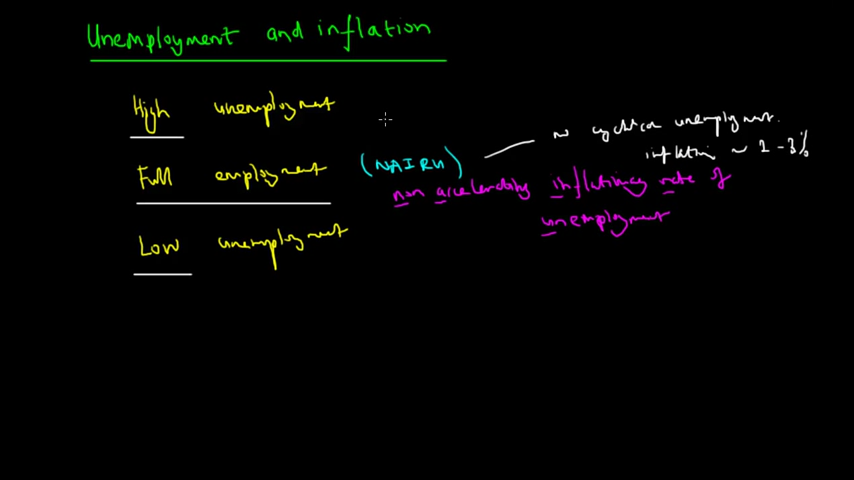 Unemployment and inflation
High unemployment
no cyclical unemployment.
inflation ~ 2-3%
Full employment (NAIRU)
non accelerating inflationary rate of
unemployment
Low unemployment